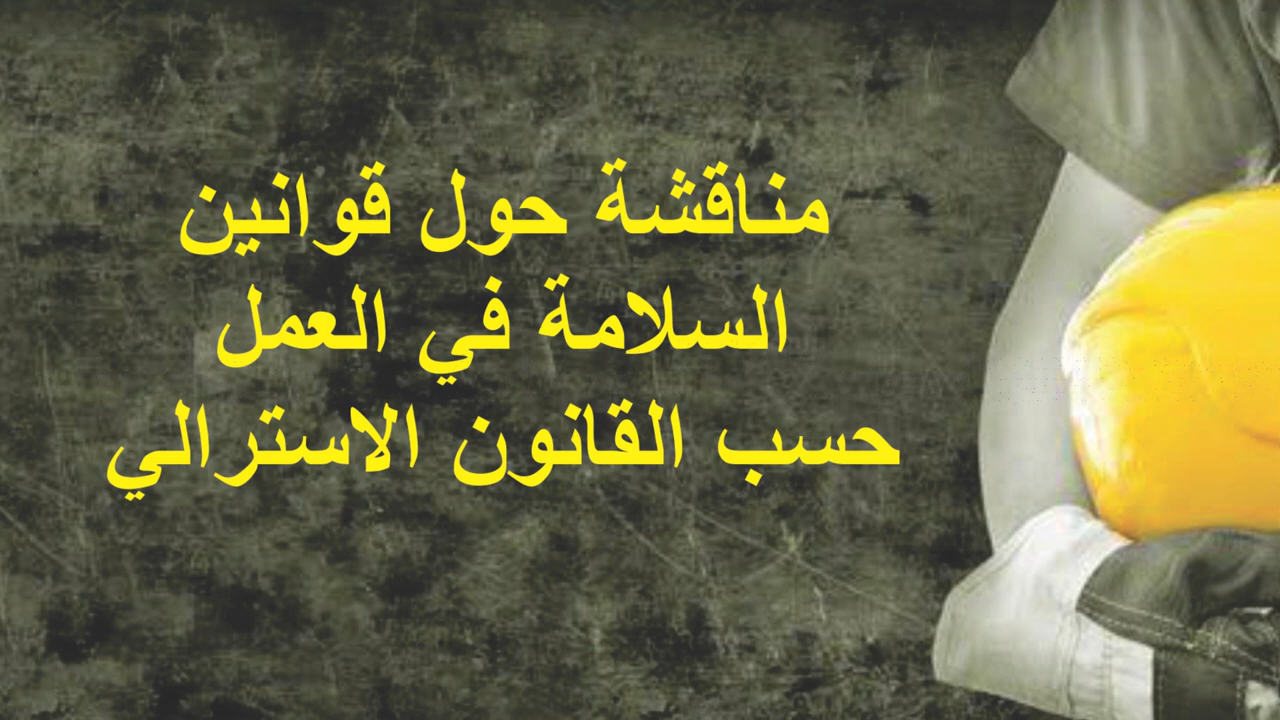 مناقشة حول قوانين
السلامة في العمل
حسب القانون الاسترالي